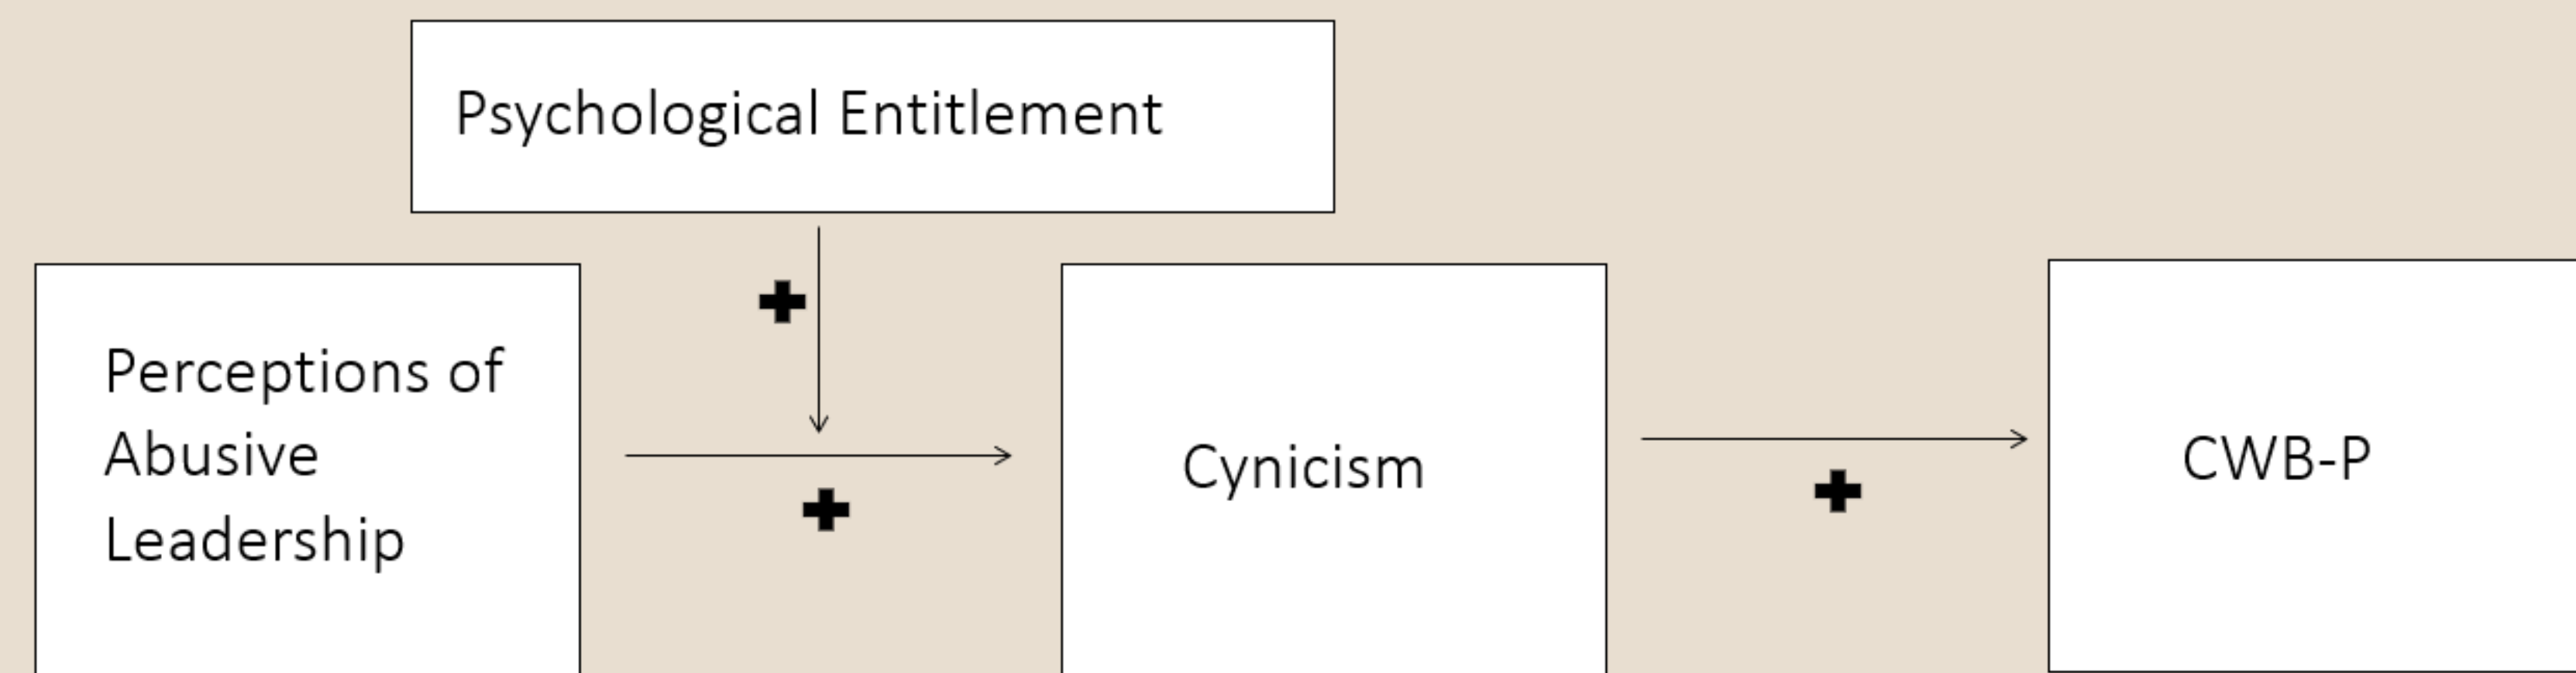 Psychological Entitlement
Perceptions of
Abusive
Leadership
Cynicism
CWB-P